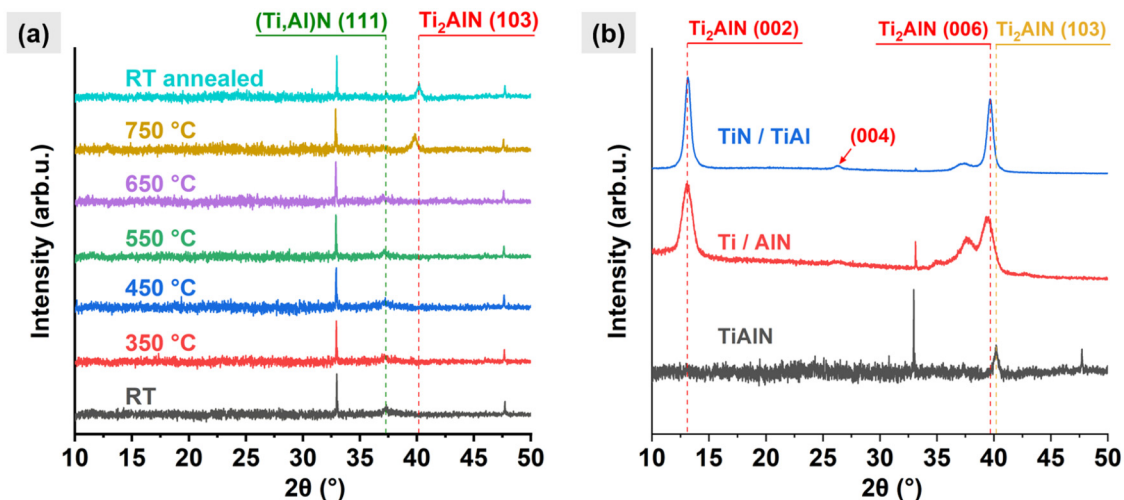 (a)
(Ti,Al)N (111)
Ti₂AlN (103)
RT annealed
750 °C
650 °C
550 °C
450 °C
350 °C
RT
Intensity (arb.u.)
10 15 20 25 30 35 40 45 50
2θ (°)
(b)
Ti₂AlN (002)
Ti₂AlN (006)
Ti₂AlN (103)
TiN / TiAl
(004)
Ti / AlN
TiAlN
Intensity (arb.u.)
10 15 20 25 30 35 40 45 50
2θ (°)